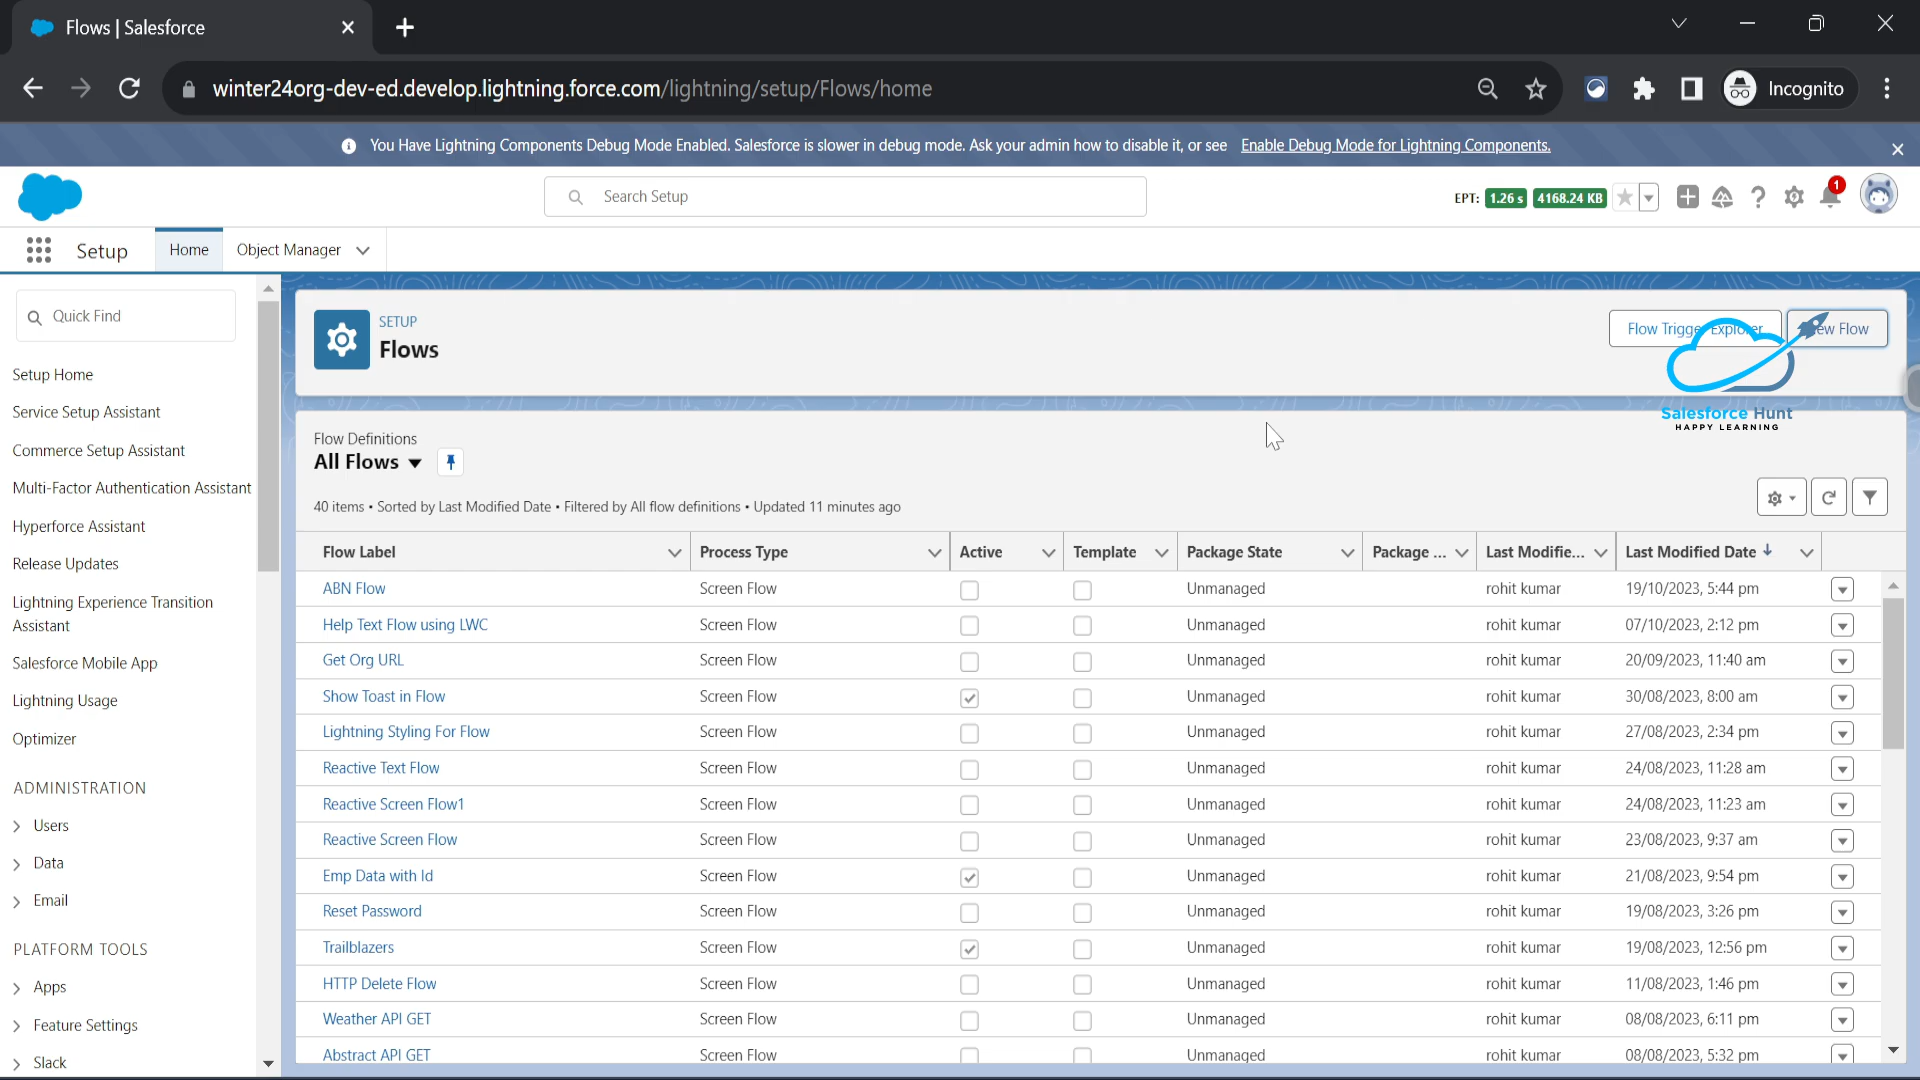 Flows | Salesforce
winter24org-dev-ed.develop.lightning.force.com/lightning/setup/Flows/home
Incognito
You Have Lightning Components Debug Mode Enabled. Salesforce is slower in debug mode. Ask your admin how to disable it, or see Enable Debug Mode for Lightning Components.
Search Setup
EPT: 1.26 s 4168.24 KB
1
Setup Home Object Manager
Quick Find
Setup Home
Service Setup Assistant
Commerce Setup Assistant
Multi-Factor Authentication Assistant
Hyperforce Assistant
Release Updates
Lightning Experience Transition
Assistant
Salesforce Mobile App
Lightning Usage
Optimizer
ADMINISTRATION
Users
Data
Email
PLATFORM TOOLS
Apps
Feature Settings
Slack
SETUP
Flows
Flow Trigger Explorer
Flow
Salesforce Hunt
HAPPY LEARNING
Flow Definitions
All Flows
40 items • Sorted by Last Modified Date • Filtered by All flow definitions • Updated 11 minutes ago
Flow Label Process Type Active Template Package State Package ... Last Modifie... Last Modified Date
ABN Flow Screen Flow Unmanaged rohit kumar 19/10/2023, 5:44 pm
Help Text Flow using LWC Screen Flow Unmanaged rohit kumar 07/10/2023, 2:12 pm
Get Org URL Screen Flow Unmanaged rohit kumar 20/09/2023, 11:40 am
Show Toast in Flow Screen Flow Unmanaged rohit kumar 30/08/2023, 8:00 am
Lightning Styling For Flow Screen Flow Unmanaged rohit kumar 27/08/2023, 2:34 pm
Reactive Text Flow Screen Flow Unmanaged rohit kumar 24/08/2023, 11:28 am
Reactive Screen Flow1 Screen Flow Unmanaged rohit kumar 24/08/2023, 11:23 am
Reactive Screen Flow Screen Flow Unmanaged rohit kumar 23/08/2023, 9:37 am
Emp Data with Id Screen Flow Unmanaged rohit kumar 21/08/2023, 9:54 pm
Reset Password Screen Flow Unmanaged rohit kumar 19/08/2023, 3:26 pm
Trailblazers Screen Flow Unmanaged rohit kumar 19/08/2023, 12:56 pm
HTTP Delete Flow Screen Flow Unmanaged rohit kumar 11/08/2023, 1:46 pm
Weather API GET Screen Flow Unmanaged rohit kumar 08/08/2023, 6:11 pm
Abstract API GET Screen Flow Unmanaged rohit kumar 08/08/2023, 5:32 pm